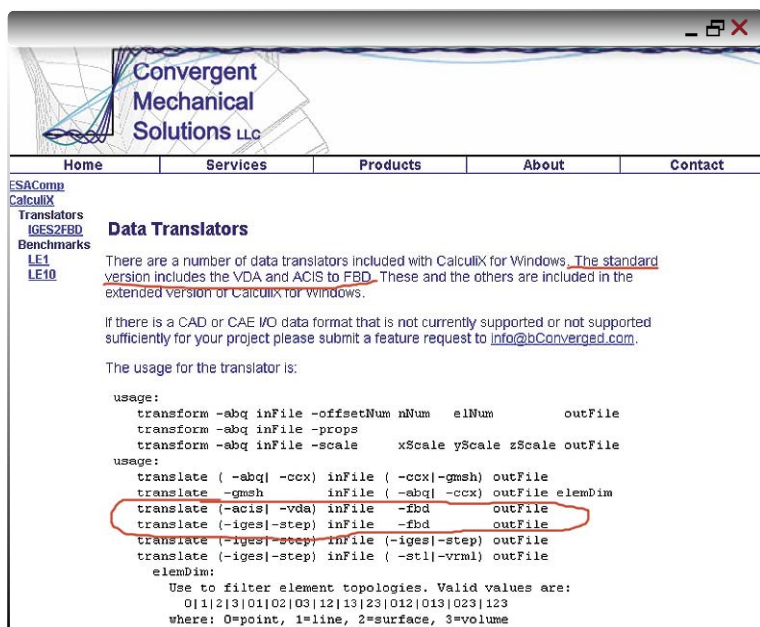 Convergent
Mechanical
Solutions LLC
Home Services Products About Contact
ESAComp
CalculiX
Translators
IGES2FBD
Benchmarks
LE1
LE10
Data Translators
There are a number of data translators included with CalculiX for Windows. The standard
version includes the VDA and ACIS to FBD. These and the others are included in the
extended version of CalculiX for Windows.
If there is a CAD or CAE I/O data format that is not currently supported or not supported
sufficiently for your project please submit a feature request to info@bConverged.com.
The usage for the translator is:
usage:
transform -abq inFile -offsetNum nNum elNum outFile
transform -abq inFile -props
transform -abq inFile -scale xScale yScale zScale outFile
usage:
translate ( -abq| -ccx) inFile ( -ccx|-gmsh) outFile
translate -gmsh inFile ( -abq| -ccx) outFile elemDim
translate (-acis| -vda) inFile -fbd outFile
translate (-iges|-step) inFile -fbd outFile
translate (-iges|-step) inFile (-iges|-step) outFile
translate (-iges|-step) inFile ( -stl|-vrml) outFile
elemDim:
Use to filter element topologies. Valid values are:
0|1|2|3|01|02|03|12|13|23|012|013|023|123
where: 0=point, 1=line, 2=surface, 3=volume